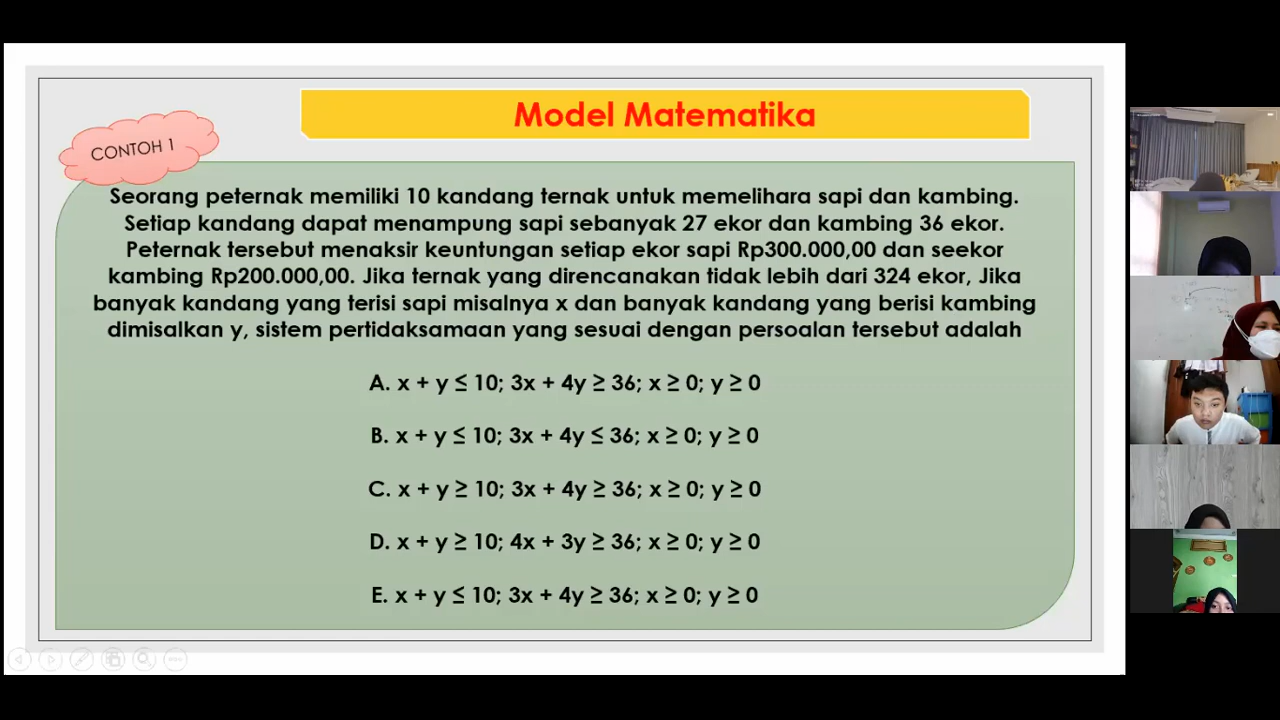 Model Matematika
CONTOH 1
Seorang peternak memiliki 10 kandang ternak untuk memelihara sapi dan kambing.
Setiap kandang dapat menampung sapi sebanyak 27 ekor dan kambing 36 ekor.
Peternak tersebut menaksir keuntungan setiap ekor sapi Rp300.000,00 dan seekor
kambing Rp200.000,00. Jika ternak yang direncanakan tidak lebih dari 324 ekor, Jika
banyak kandang yang terisi sapi misalnya x dan banyak kandang yang berisi kambing
dimisalkan y, sistem pertidaksamaan yang sesuai dengan persoalan tersebut adalah
A. x + y ≤ 10; 3x + 4y ≥ 36; x ≥ 0; y ≥ 0
B. x + y ≤ 10; 3x + 4y ≤ 36; x ≥ 0; y ≥ 0
C. x + y ≥ 10; 3x + 4y ≥ 36; x ≥ 0; y ≥ 0
D. x + y ≥ 10; 4x + 3y ≥ 36; x ≥ 0; y ≥ 0
E. x + y ≤ 10; 3x + 4y ≥ 36; x ≥ 0; y ≥ 0